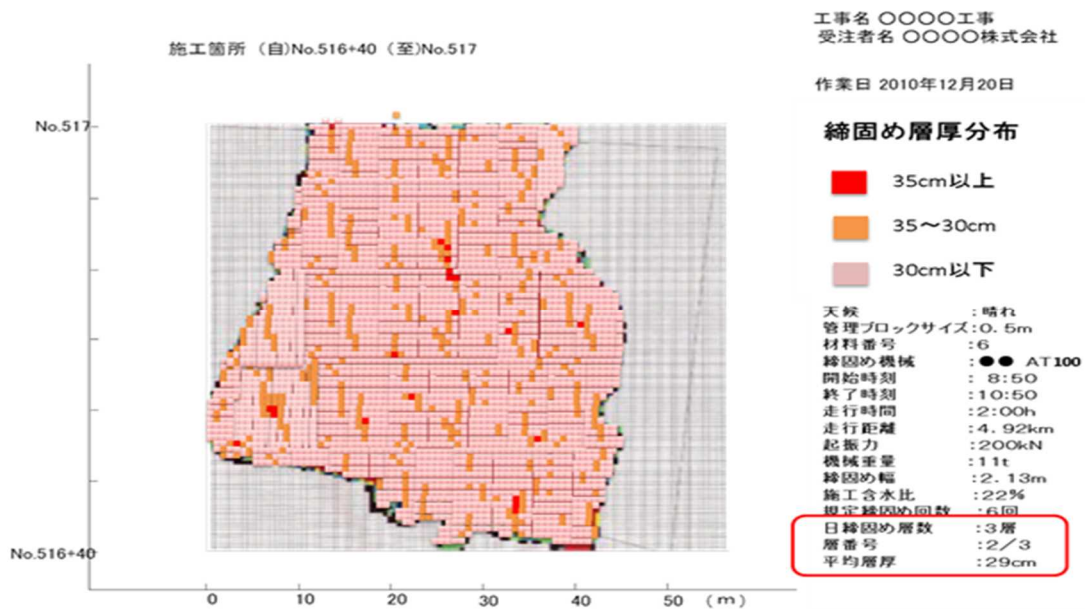 工事名 〇〇〇〇工事
受注者名 〇〇〇〇株式会社
施工箇所 (自)No.516+40 (至)No.517
作業日 2010年12月20日
締固め層厚分布
35cm以上
35～30cm
30cm以下
天候 :晴れ
管理ブロックサイズ:0.5m
材料番号 :6
締固め機械 :●● AT100
開始時刻 : 8:50
終了時刻 :10:50
走行時間 :2:00h
走行距離 :4.92km
起振力 :200kN
機械重量 :11t
締固め幅 :2.13m
施工含水比 :22%
規定締固め回数 :6回
日締固め層数 :3層
層番号 :2/3
平均層厚 :29cm
No.517
No.516+40
0 10 20 30 40 50 (m)